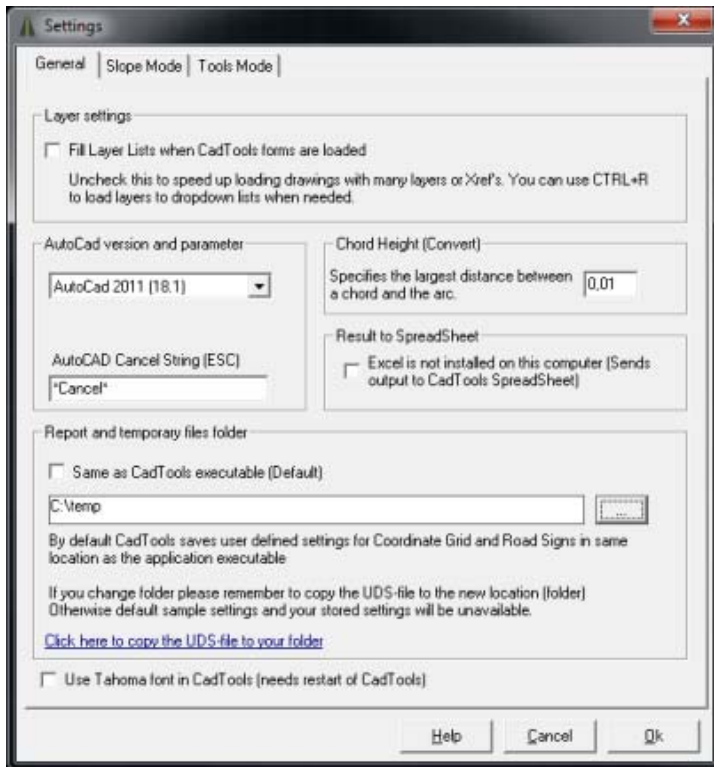 Settings
General
Slope Mode
Tools Mode
Layer settings
Fill Layer Lists when CadTools forms are loaded
Uncheck this to speed up loading drawings with many layers or Xref's. You can use CTRL+R
to load layers to dropdown lists when needed.
AutoCad version and parameter
AutoCad 2011 (18.1)
AutoCAD Cancel String (ESC)
*Cancel*
Chord Height (Convert)
Specifies the largest distance between
a chord and the arc.
0,01
Result to SpreadSheet
Excel is not installed on this computer (Sends
output to CadTools SpreadSheet)
Report and temporary files folder
Same as CadTools executable (Default)
C:\temp
...
By default CadTools saves user defined settings for Coordinate Grid and Road Signs in same
location as the application executable
If you change folder please remember to copy the UDS-file to the new location (folder)
Otherwise default sample settings and your stored settings will be unavailable.
Click here to copy the UDS-file to your folder
Use Tahoma font in CadTools (needs restart of CadTools)
Help
Cancel
Ok